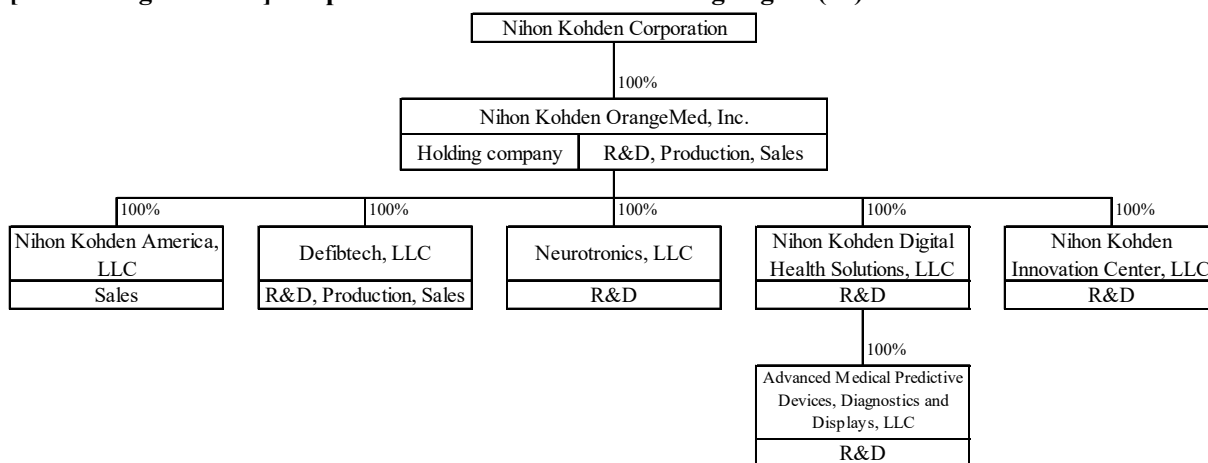 Nihon Kohden Corporation
100%
Nihon Kohden OrangeMed, Inc.
Holding company R&D, Production, Sales
100% 100% 100% 100% 100%
Nihon Kohden America,
LLC
Sales
Defibtech, LLC
R&D, Production, Sales
Neurotronics, LLC
R&D
Nihon Kohden Digital
Health Solutions, LLC
R&D
Nihon Kohden
Innovation Center, LLC
R&D
100%
Advanced Medical Predictive
Devices, Diagnostics and
Displays, LLC
R&D